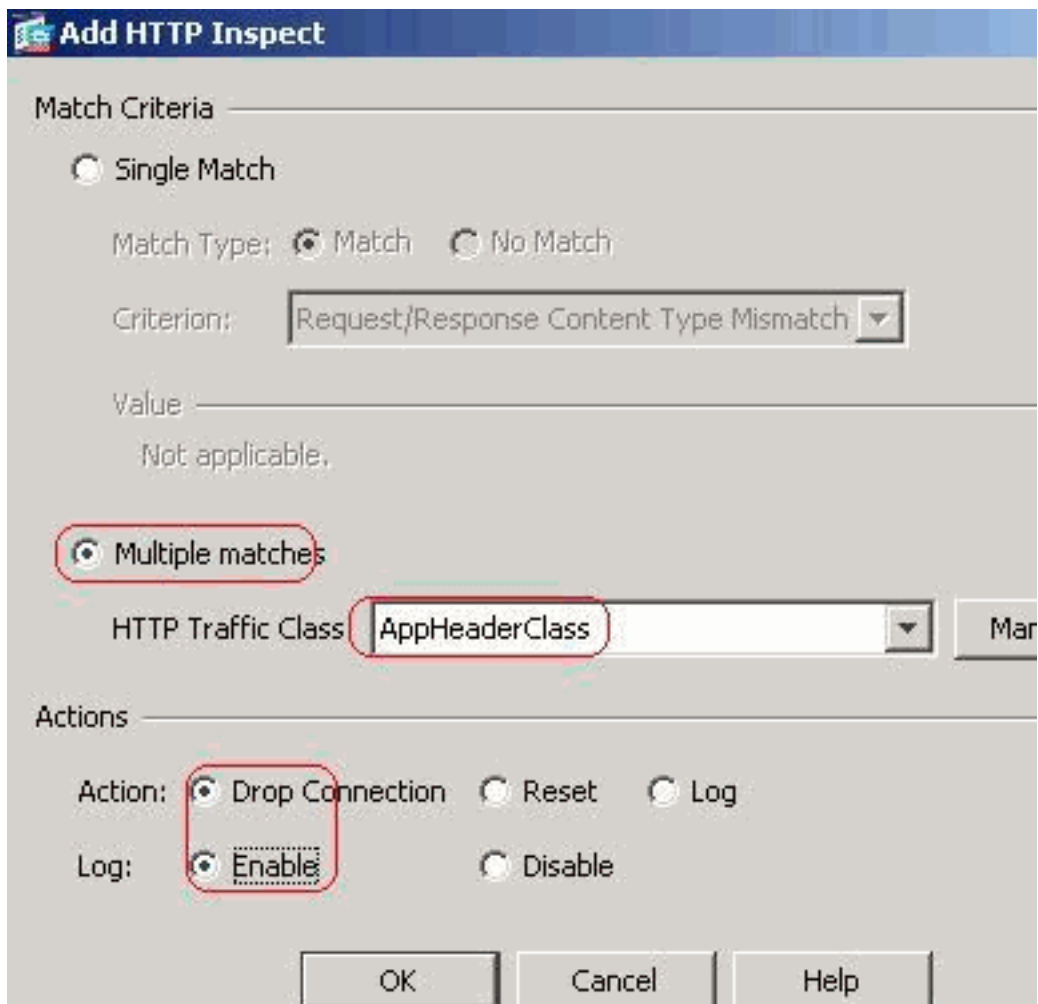 Add HTTP Inspect
Match Criteria
Single Match
Match Type: Match No Match
Criterion: Request/Response Content Type Mismatch
Value
Not applicable.
Multiple matches
HTTP Traffic Class AppHeaderClass Mar
Actions
Action: Drop Connection Reset Log
Log: Enable Disable
OK Cancel Help